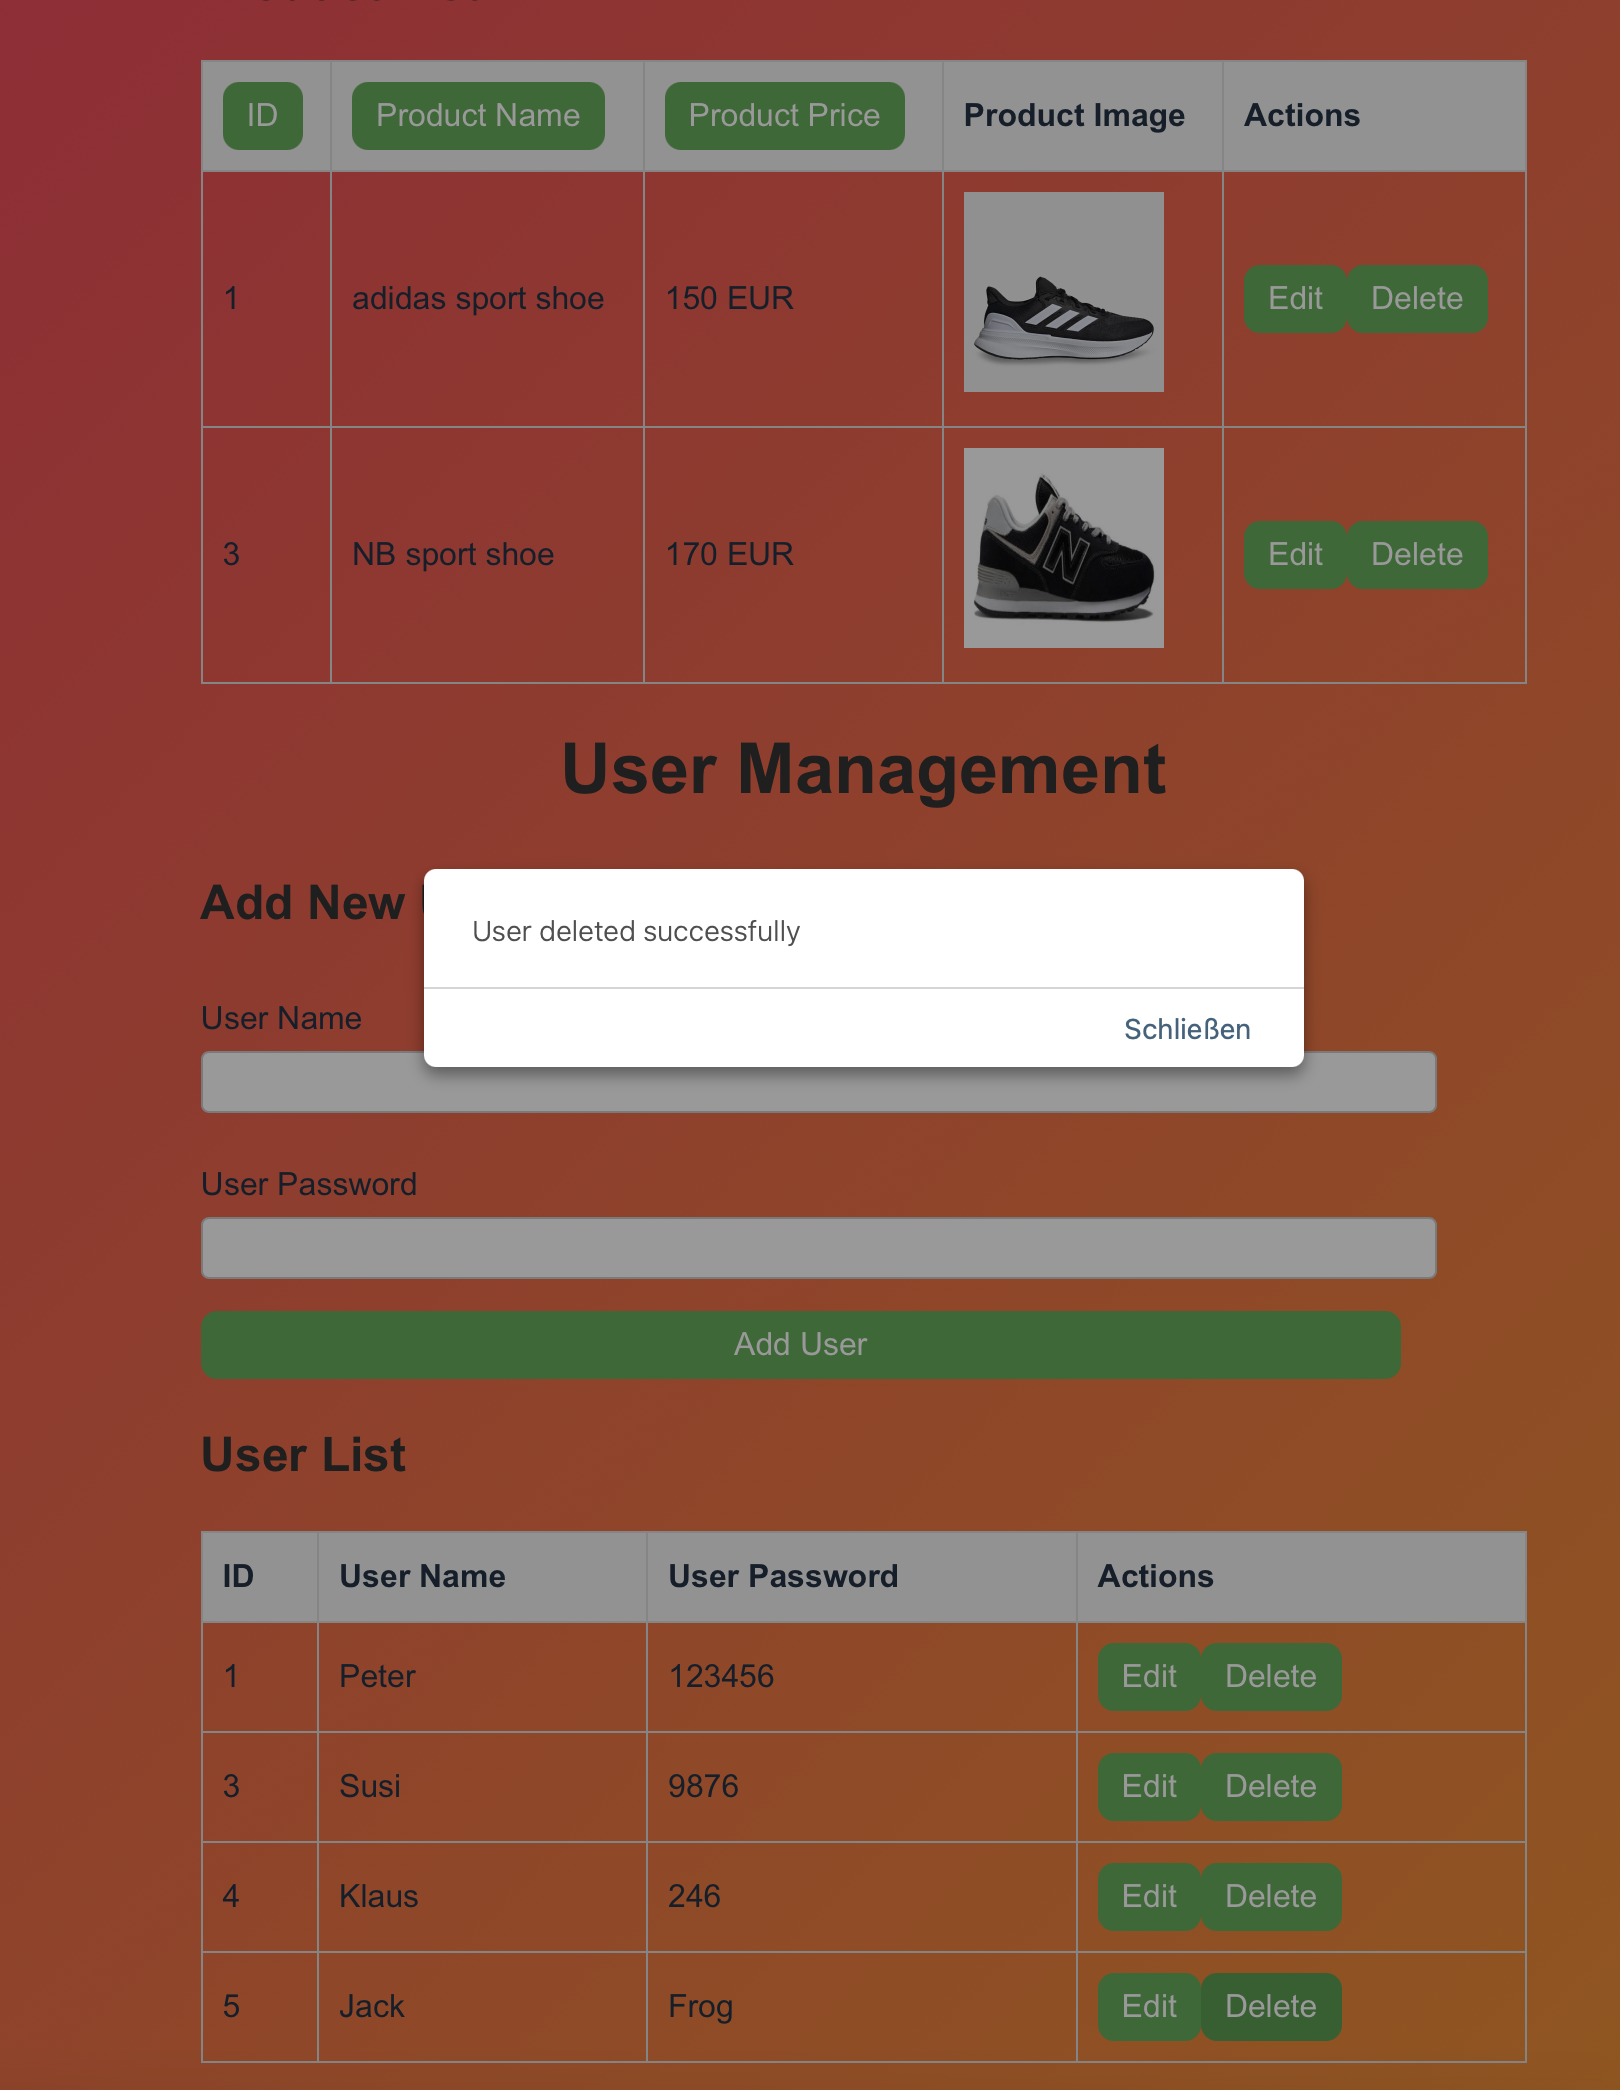 ID Product Name Product Price Product Image Actions
1 adidas sport shoe 150 EUR Edit Delete
N
3 NB sport shoe 170 EUR Edit Delete
User Management
Add New
User deleted successfully
Schließen
User Name
User Password
Add User
User List
ID User Name User Password Actions
1 Peter 123456 Edit Delete
3 Susi 9876 Edit Delete
4 Klaus 246 Edit Delete
5 Jack Frog Edit Delete